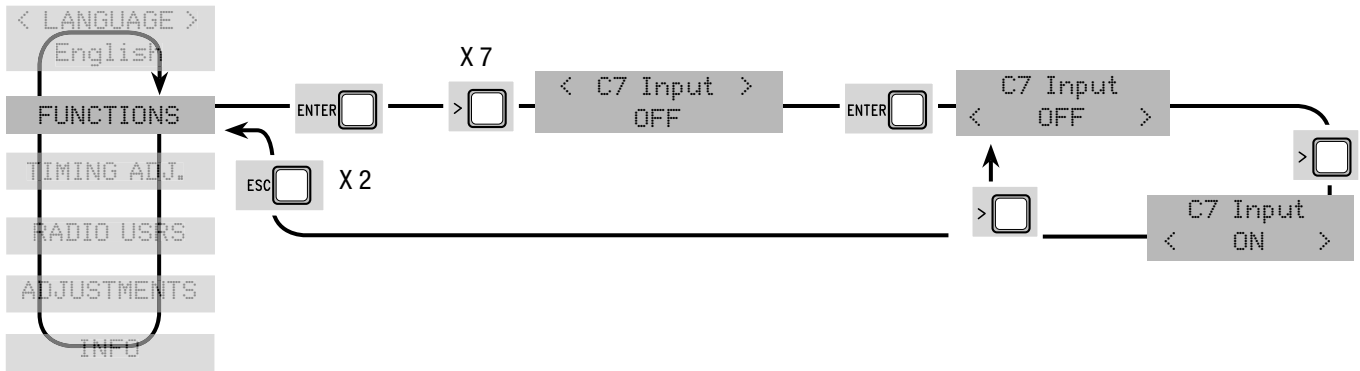 < LANGUAGE >
English
FUNCTIONS
TIMING ADJ.
RADIO USRS
ADJUSTMENTS
INFO
ENTER
X 7
>
< C7 Input >
OFF
ENTER
C7 Input
< OFF >
>
C7 Input
< ON >
>
ESC
X 2